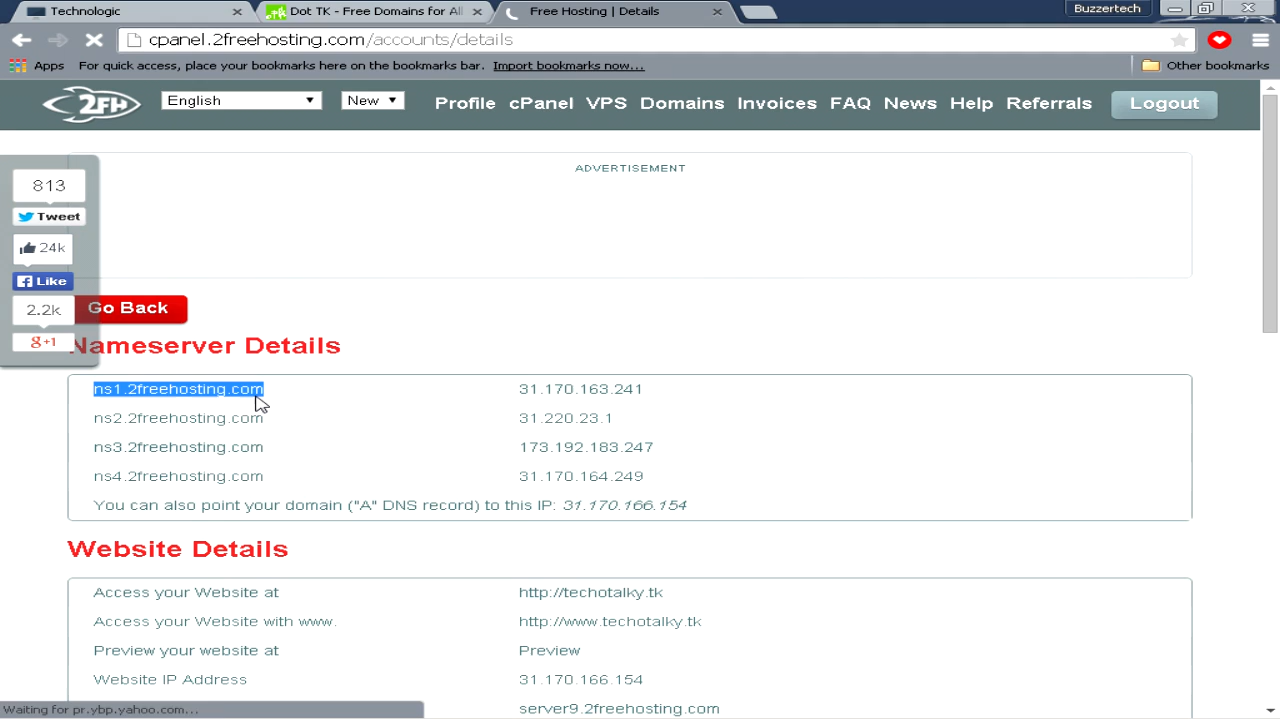 Technologic
Dot TK - Free Domains for All
Free Hosting | Details
Buzzertech
cpanel.2freehosting.com/accounts/details
Apps For quick access, place your bookmarks here on the bookmarks bar. Import bookmarks now...
Other bookmarks
2FH
English
New
Profile cPanel VPS Domains Invoices FAQ News Help Referrals
Logout
ADVERTISEMENT
813
Tweet
24k
Like
2.2k
g+1
Go Back
Nameserver Details
ns1.2freehosting.com 31.170.163.241
ns2.2freehosting.com 31.220.23.1
ns3.2freehosting.com 173.192.183.247
ns4.2freehosting.com 31.170.164.249
You can also point your domain ("A" DNS record) to this IP: 31.170.166.154
Website Details
Access your Website at http://techotalky.tk
Access your Website with www. http://www.techotalky.tk
Preview your website at Preview
Website IP Address 31.170.166.154
server9.2freehosting.com
Waiting for pr.ybp.yahoo.com...